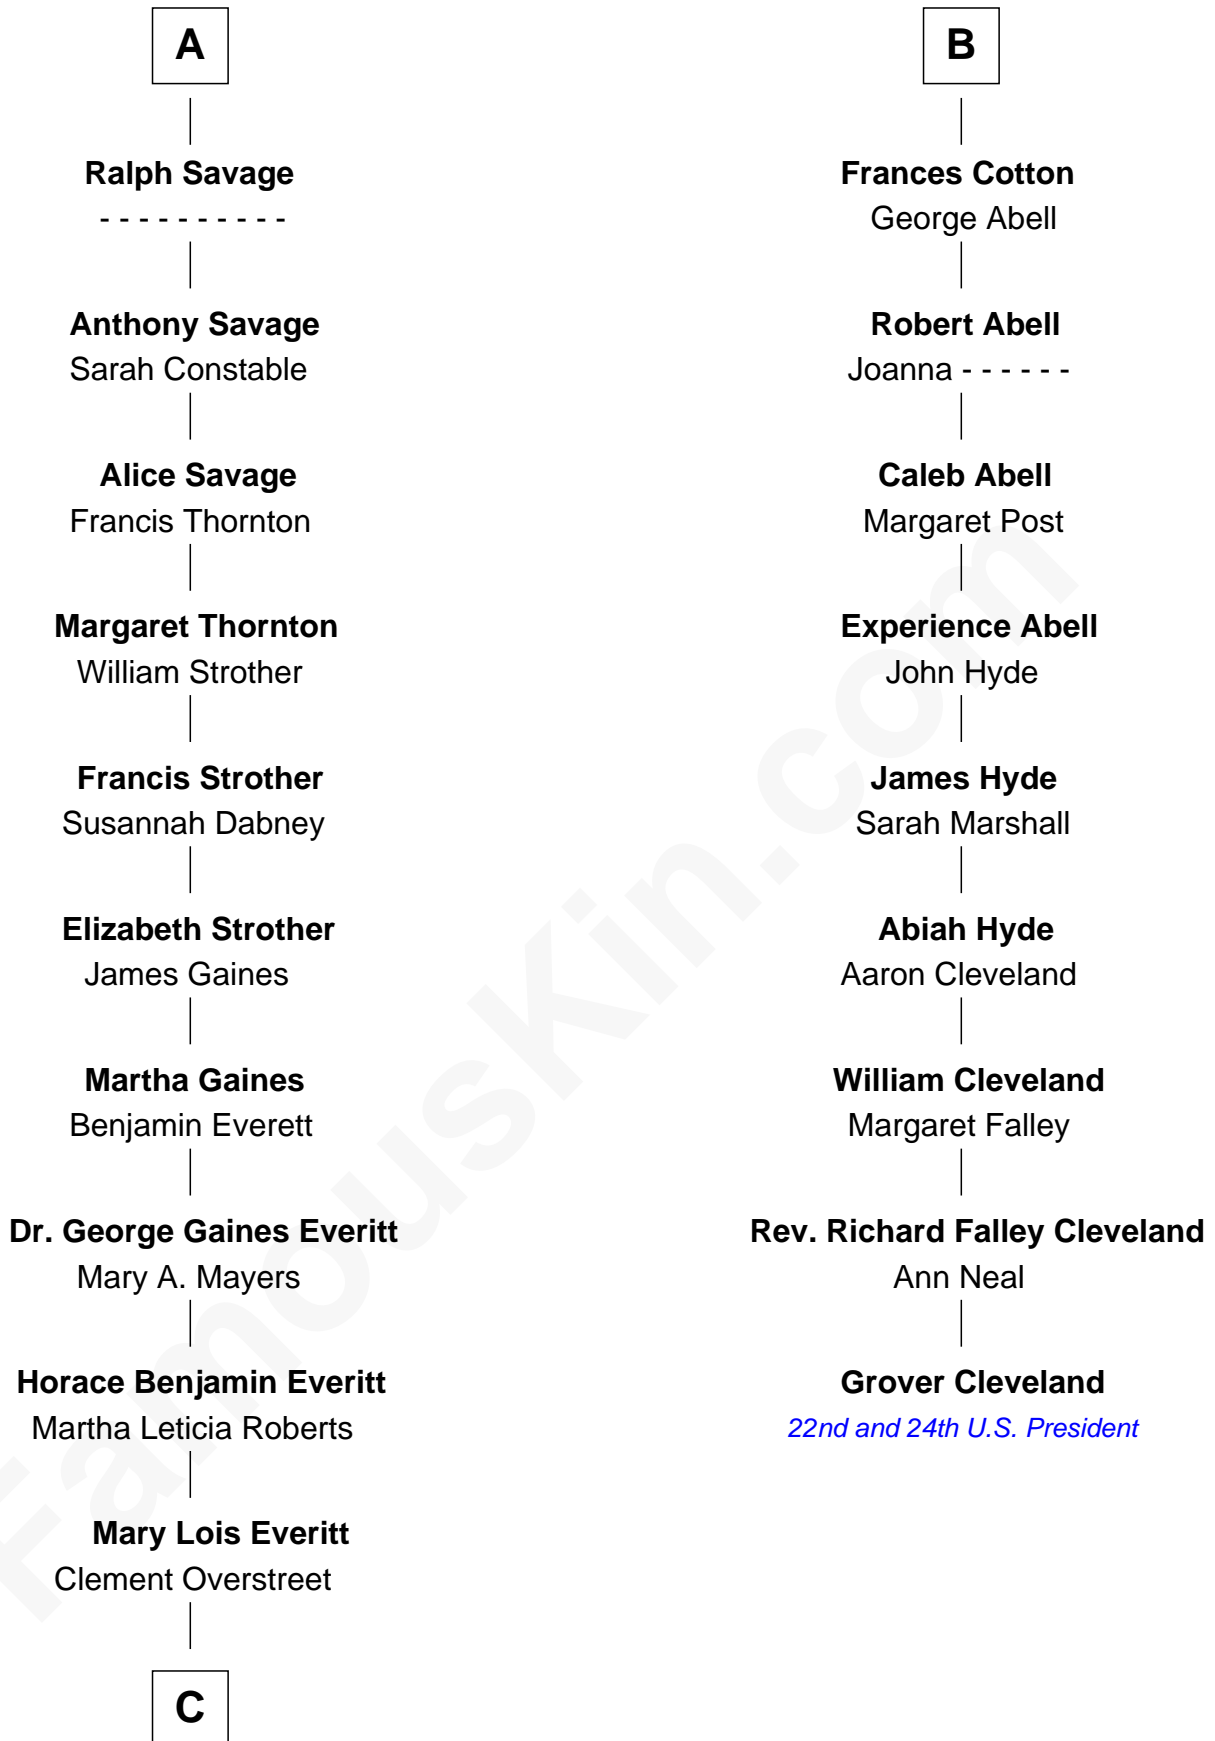 A
Ralph Savage
- - - - - - - - - -
Anthony Savage
Sarah Constable
Alice Savage
Francis Thornton
Margaret Thornton
William Strother
Francis Strother
Susannah Dabney
Elizabeth Strother
James Gaines
Martha Gaines
Benjamin Everett
Dr. George Gaines Everitt
Mary A. Mayers
Horace Benjamin Everitt
Martha Leticia Roberts
Mary Lois Everitt
Clement Overstreet
C
B
Frances Cotton
George Abell
Robert Abell
Joanna - - - - - -
Caleb Abell
Margaret Post
Experience Abell
John Hyde
James Hyde
Sarah Marshall
Abiah Hyde
Aaron Cleveland
William Cleveland
Margaret Falley
Rev. Richard Falley Cleveland
Ann Neal
Grover Cleveland
22nd and 24th U.S. President
FamousKin.com